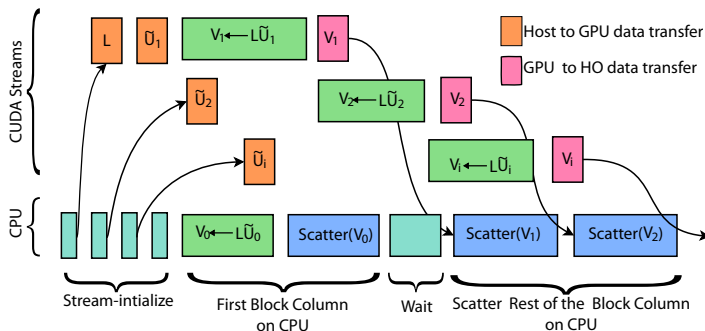 CUDA Streams
L
Ũ₁
V₁←LŨ₁
V₁
Host to GPU data transfer
GPU to HO data transfer
Ũ₂
V₂←LŨ₂
V₂
Ũᵢ
Vᵢ←LŨᵢ
Vᵢ
CPU
V₀←LŨ₀
Scatter(V₀)
Scatter(V₁)
Scatter(V₂)
Stream-intialize
First Block Column
on CPU
Wait
Scatter Rest of the Block Column
on CPU